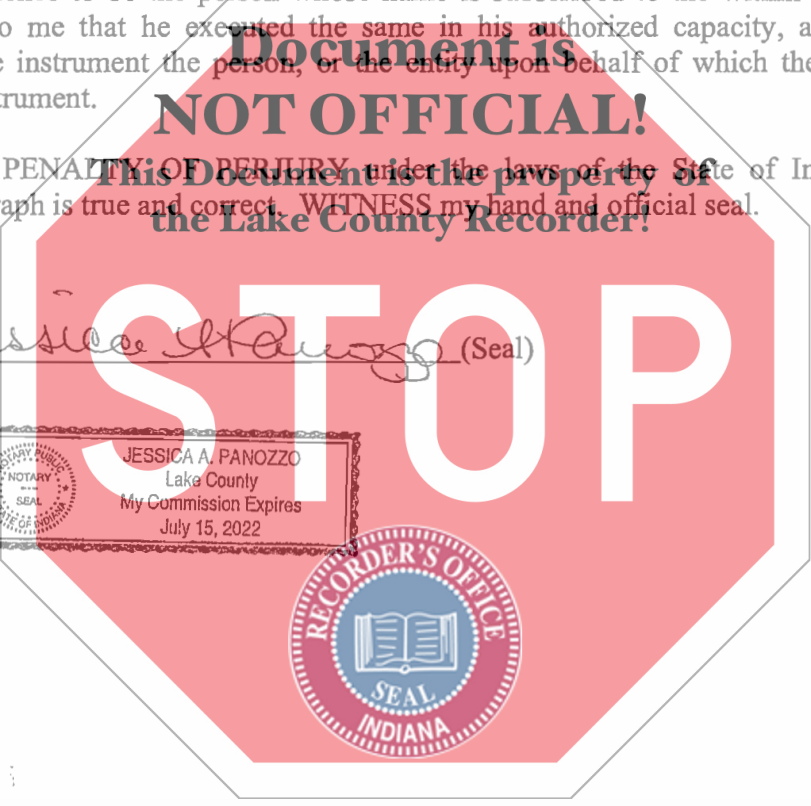 to me that he executed the same in his authorized capacity, a
instrument the person, or the entity upon behalf of which the
trument.
Document is
NOT OFFICIAL!
This Document is the property of
the Lake County Recorder!
PENALTY OF PERJURY under the laws of the State of In
raph is true and correct. WITNESS my hand and official seal.
STOP
(Seal)
NOTARY PUBLIC
NOTARY
SEAL
STATE OF INDIANA
JESSICA A. PANOZZO
Lake County
My Commission Expires
July 15, 2022
RECORDER'S OFFICE
SEAL
INDIANA